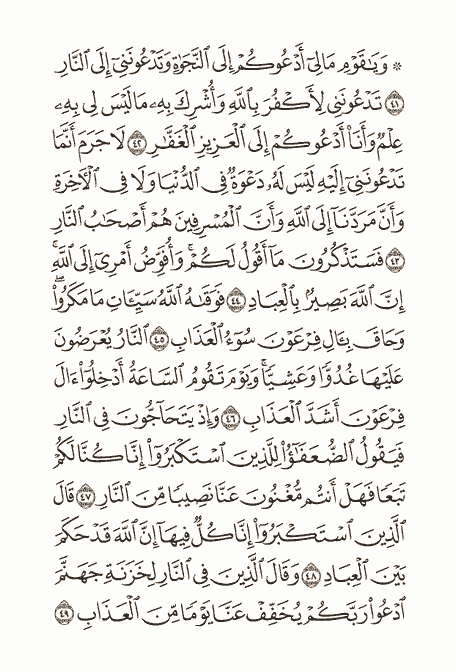 ۞ وَيَٰقَوۡمِ مَالِيٓ أَدۡعُوكُمۡ إِلَى ٱلنَّجَوٰةِ وَتَدۡعُونَنِيٓ إِلَى ٱلنَّارِ
٤١ تَدۡعُونَنِي لِأَكۡفُرَ بِٱللَّهِ وَأُشۡرِكَ بِهِۦ مَا لَيۡسَ لِي بِهِۦ
عِلۡمٞ وَأَنَا۠ أَدۡعُوكُمۡ إِلَى ٱلۡعَزِيزِ ٱلۡغَفَّٰرِ ٤٢ لَا جَرَمَ أَنَّمَا
تَدۡعُونَنِيٓ إِلَيۡهِ لَيۡسَ لَهُۥ دَعۡوَةٞ فِي ٱلدُّنۡيَا وَلَا فِي ٱلۡأٓخِرَةِ
وَأَنَّ مَرَدَّنَآ إِلَى ٱللَّهِ وَأَنَّ ٱلۡمُسۡرِفِينَ هُمۡ أَصۡحَٰبُ ٱلنَّارِ
٤٣ فَسَتَذۡكُرُونَ مَآ أَقُولُ لَكُمۡۚ وَأُفَوِّضُ أَمۡرِيٓ إِلَى ٱللَّهِۚ
إِنَّ ٱللَّهَ بَصِيرُۢ بِٱلۡعِبَادِ ٤٤ فَوَقَىٰهُ ٱللَّهُ سَيِّـَٔاتِ مَا مَكَرُواْۖ
وَحَاقَ بِـَٔالِ فِرۡعَوۡنَ سُوٓءُ ٱلۡعَذَابِ ٤٥ ٱلنَّارُ يُعۡرَضُونَ
عَلَيۡهَا غُدُوّٗا وَعَشِيّٗاۚ وَيَوۡمَ تَقُومُ ٱلسَّاعَةُ أَدۡخِلُوٓاْ ءَالَ
فِرۡعَوۡنَ أَشَدَّ ٱلۡعَذَابِ ٤٦ وَإِذۡ يَتَحَآجُّونَ فِي ٱلنَّارِ
فَيَقُولُ ٱلضُّعَفَٰٓؤُاْ لِلَّذِينَ ٱسۡتَكۡبَرُوٓاْ إِنَّا كُنَّا لَكُمۡ
تَبَعٗا فَهَلۡ أَنتُم مُّغۡنُونَ عَنَّا نَصِيبٗا مِّنَ ٱلنَّارِ ٤٧ قَالَ
ٱلَّذِينَ ٱسۡتَكۡبَرُوٓاْ إِنَّا كُلّٞ فِيهَآ إِنَّ ٱللَّهَ قَدۡ حَكَمَ
بَيۡنَ ٱلۡعِبَادِ ٤٨ وَقَالَ ٱلَّذِينَ فِي ٱلنَّارِ لِخَزَنَةِ جَهَنَّمَ
ٱدۡعُواْ رَبَّكُمۡ يُخَفِّفۡ عَنَّا يَوۡمٗا مِّنَ ٱلۡعَذَابِ ٤٩